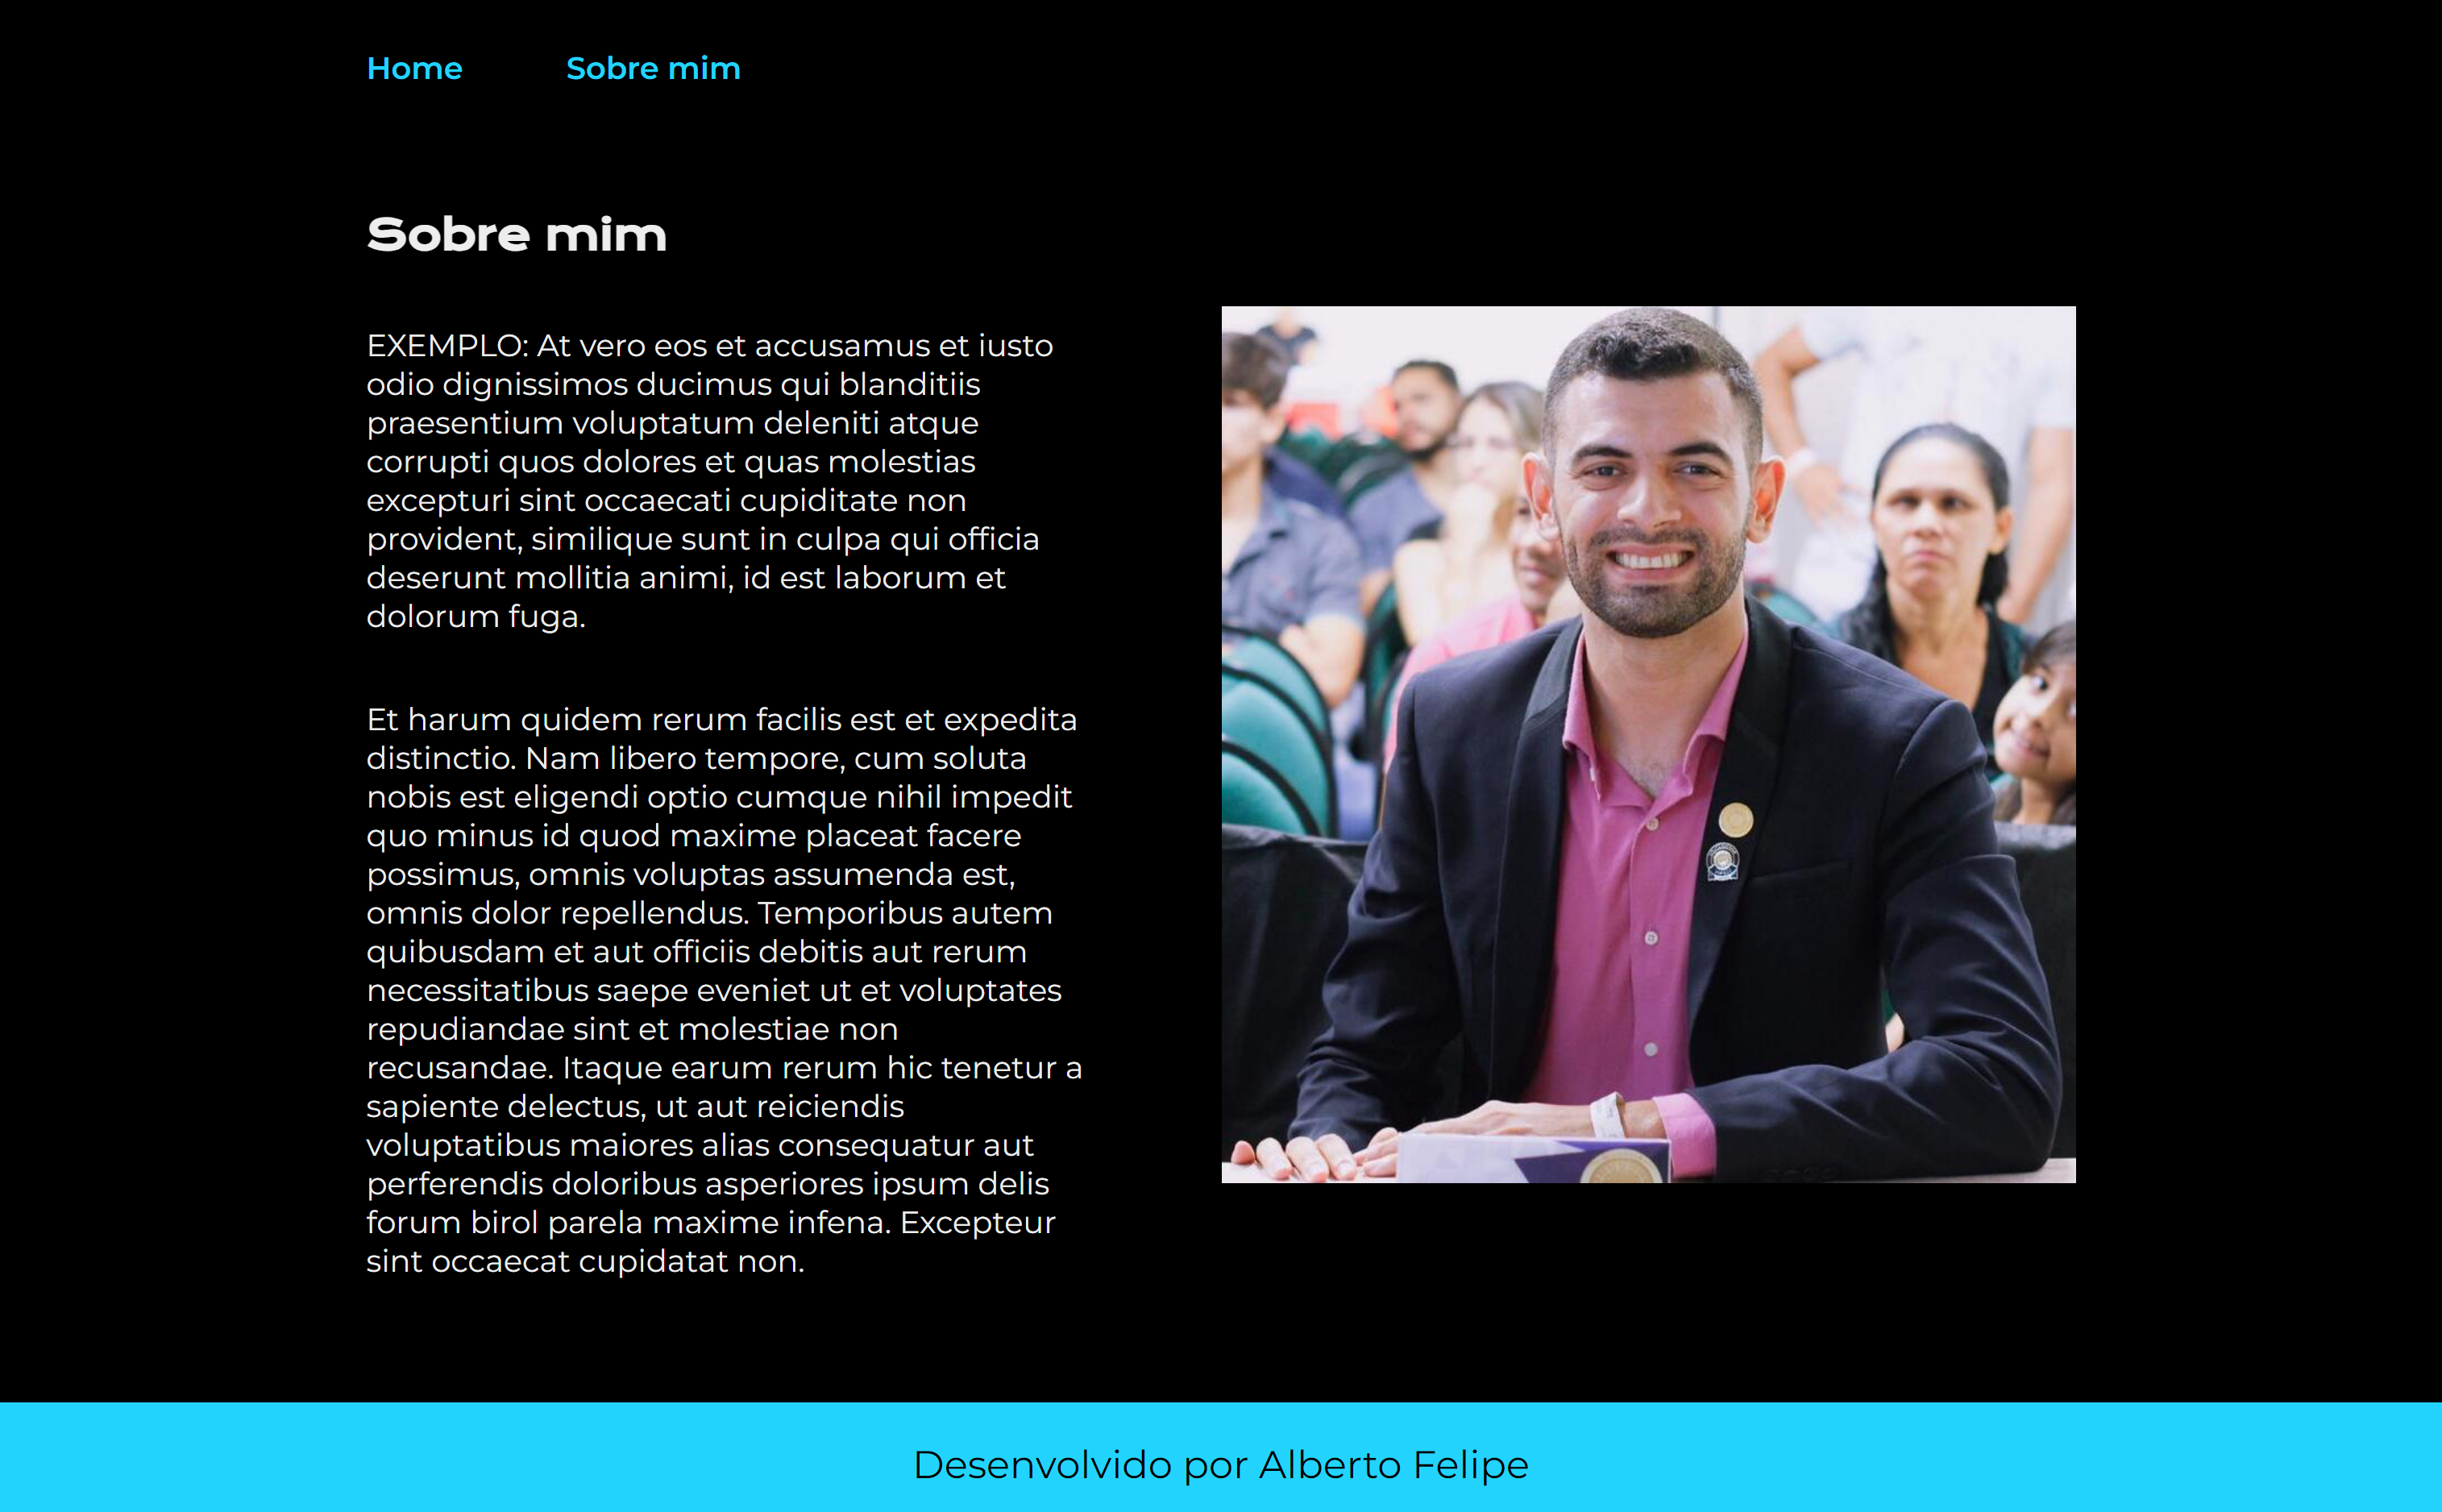 Home Sobre mim
Sobre mim
EXEMPLO: At vero eos et accusamus et iusto
odio dignissimos ducimus qui blanditiis
praesentium voluptatum deleniti atque
corrupti quos dolores et quas molestias
excepturi sint occaecati cupiditate non
provident, similique sunt in culpa qui officia
deserunt mollitia animi, id est laborum et
dolorum fuga.
Et harum quidem rerum facilis est et expedita
distinctio. Nam libero tempore, cum soluta
nobis est eligendi optio cumque nihil impedit
quo minus id quod maxime placeat facere
possimus, omnis voluptas assumenda est,
omnis dolor repellendus. Temporibus autem
quibusdam et aut officiis debitis aut rerum
necessitatibus saepe eveniet ut et voluptates
repudiandae sint et molestiae non
recusandae. Itaque earum rerum hic tenetur a
sapiente delectus, ut aut reiciendis
voluptatibus maiores alias consequatur aut
perferendis doloribus asperiores ipsum delis
forum birol parela maxime infena. Excepteur
sint occaecat cupidatat non.
Desenvolvido por Alberto Felipe